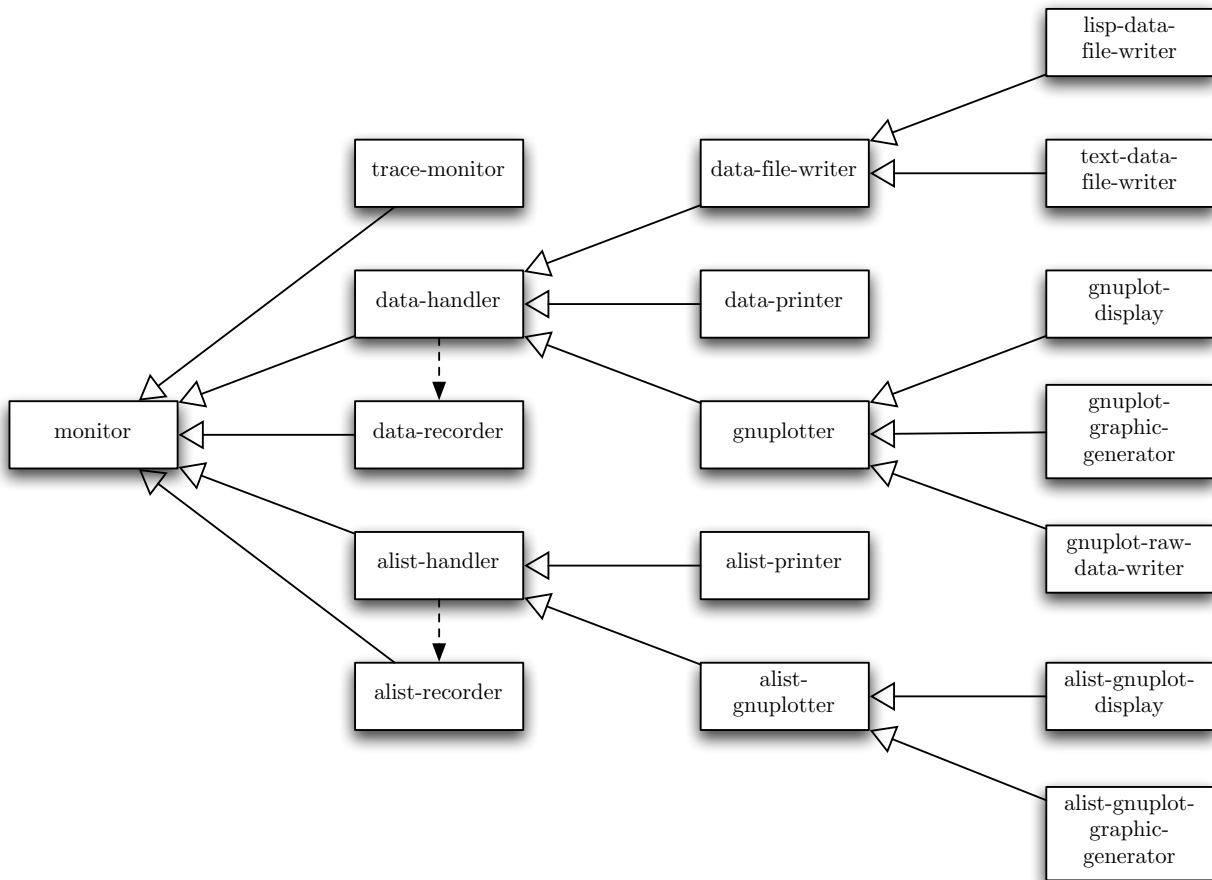 lisp-data-
file-writer
trace-monitor
data-file-writer
text-data-
file-writer
data-handler
data-printer
gnuplot-
display
monitor
data-recorder
gnuplotter
gnuplot-
graphic-
generator
alist-handler
alist-printer
gnuplot-raw-
data-writer
alist-recorder
alist-
gnuplotter
alist-gnuplot-
display
alist-gnuplot-
graphic-
generator